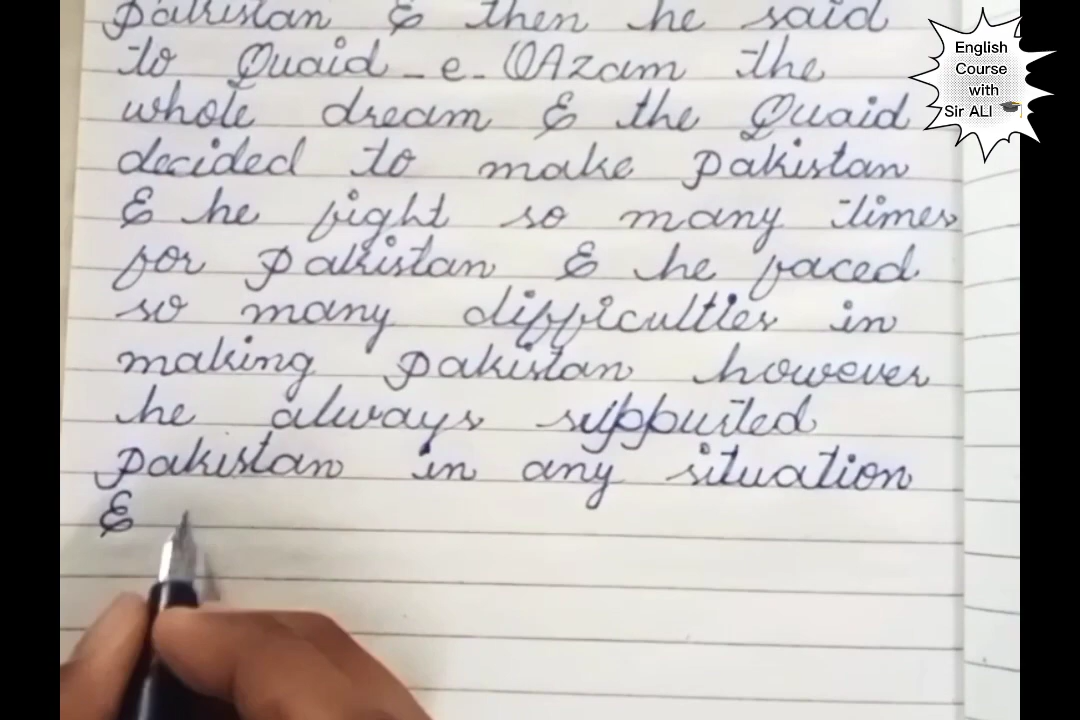 Pakistan & then he said
to Quaid-e-Azam the
whole dream & the Quaid
decided to make Pakistan
& he fight so many times
for Pakistan & he faced
so many difficulties in
making Pakistan however
he always suppuited
Pakistan in any situation
&
English
Course
with
Sir ALI